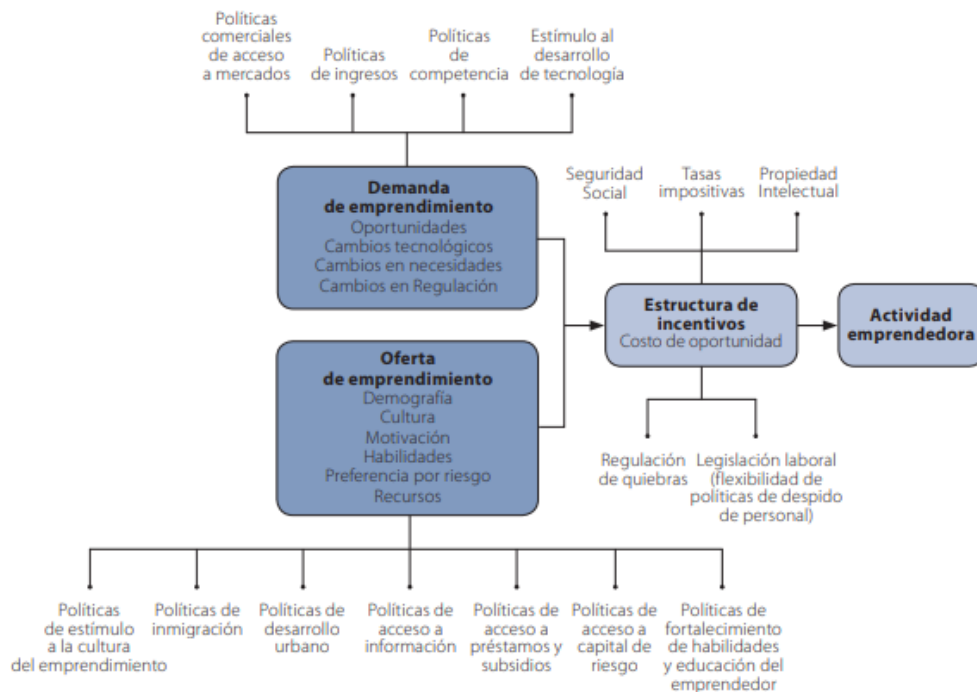 Políticas
comerciales
de acceso
a mercados
Políticas
de ingresos
Políticas
de
competencia
Estímulo al
desarrollo
de tecnología
Demanda
de emprendimiento
Oportunidades
Cambios tecnológicos
Cambios en necesidades
Cambios en Regulación
Seguridad
Social
Tasas
impositivas
Propiedad
Intelectual
Estructura de
incentivos
Costo de oportunidad
Actividad
emprendedora
Oferta
de emprendimiento
Demografía
Cultura
Motivación
Habilidades
Preferencia por riesgo
Recursos
Regulación
de quiebras
Legislación laboral
(flexibilidad de
políticas de despido
de personal)
Políticas
de estímulo
a la cultura
del emprendimiento
Políticas de
inmigración
Políticas de
desarrollo
urbano
Políticas de
acceso a
información
Políticas de
acceso a
préstamos y
subsidios
Políticas de
acceso a
capital de
riesgo
Políticas de
fortalecimiento
de habilidades
y educación del
emprendedor